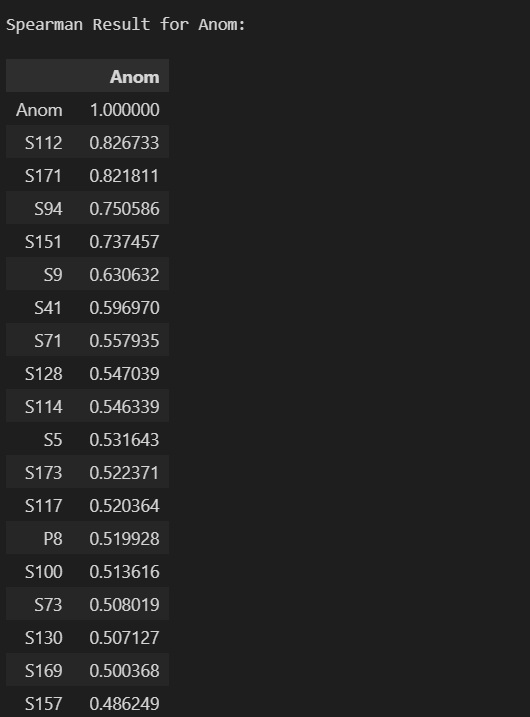 Spearman Result for Anom:
Anom
Anom 1.000000
S112 0.826733
S171 0.821811
S94 0.750586
S151 0.737457
S9 0.630632
S41 0.596970
S71 0.557935
S128 0.547039
S114 0.546339
S5 0.531643
S173 0.522371
S117 0.520364
P8 0.519928
S100 0.513616
S73 0.508019
S130 0.507127
S169 0.500368
S157 0.486249